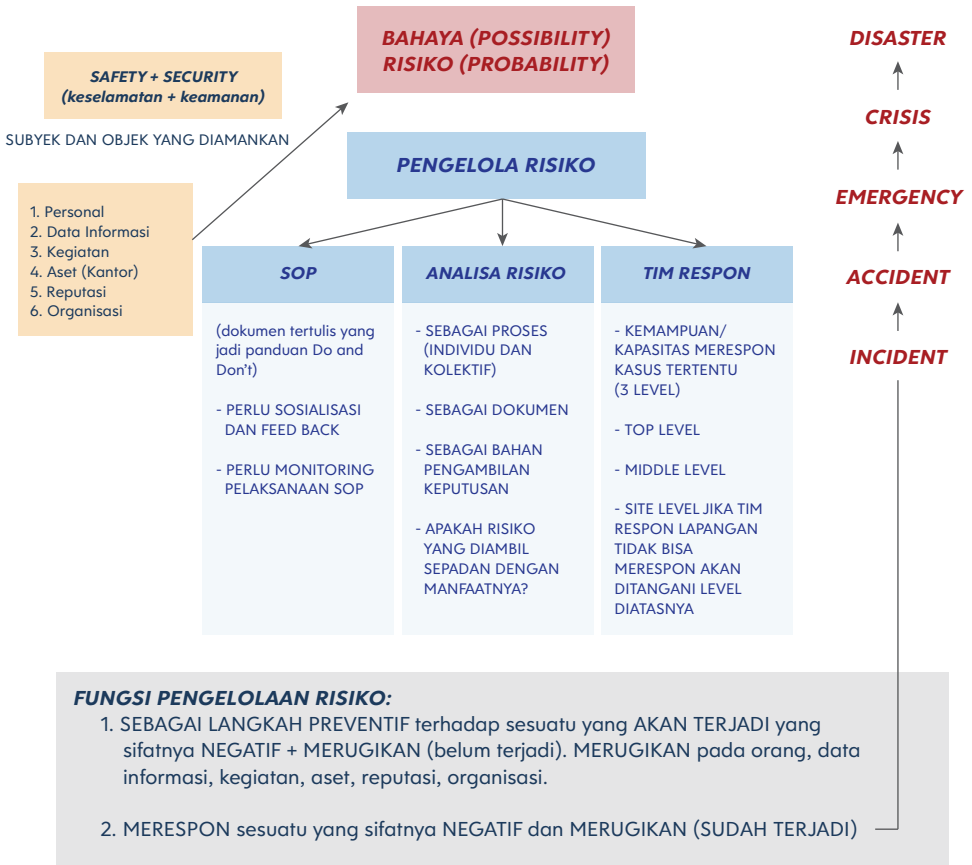 BAHAYA (POSSIBILITY)
RISIKO (PROBABILITY)
SAFETY + SECURITY
(keselamatan + keamanan)
SUBYEK DAN OBJEK YANG DIAMANKAN
1. Personal
2. Data Informasi
3. Kegiatan
4. Aset (Kantor)
5. Reputasi
6. Organisasi
PENGELOLA RISIKO
SOP
(dokumen tertulis yang
jadi panduan Do and
Don't)
- PERLU SOSIALISASI
DAN FEED BACK
- PERLU MONITORING
PELAKSANAAN SOP
ANALISA RISIKO
- SEBAGAI PROSES
(INDIVIDU DAN
KOLEKTIF)
- SEBAGAI DOKUMEN
- SEBAGAI BAHAN
PENGAMBILAN
KEPUTUSAN
- APAKAH RISIKO
YANG DIAMBIL
SEPADAN DENGAN
MANFAATNYA?
TIM RESPON
- KEMAMPUAN/
KAPASITAS MERESPON
KASUS TERTENTU
(3 LEVEL)
- TOP LEVEL
- MIDDLE LEVEL
- SITE LEVEL JIKA TIM
RESPON LAPANGAN
TIDAK BISA
MERESPON AKAN
DITANGANI LEVEL
DIATASNYA
DISASTER
CRISIS
EMERGENCY
ACCIDENT
INCIDENT
FUNGSI PENGELOLAAN RISIKO:
1. SEBAGAI LANGKAH PREVENTIF terhadap sesuatu yang AKAN TERJADI yang
sifatnya NEGATIF + MERUGIKAN (belum terjadi). MERUGIKAN pada orang, data
informasi, kegiatan, aset, reputasi, organisasi.
2. MERESPON sesuatu yang sifatnya NEGATIF dan MERUGIKAN (SUDAH TERJADI)